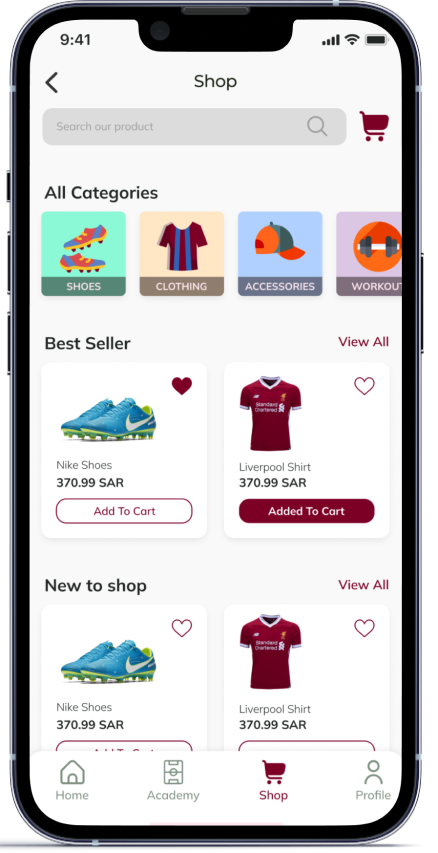 9:41
Shop
Search our product
All Categories
SHOES
CLOTHING
ACCESSORIES
WORKOUT
Best Seller
View All
Standard
Chartered
Nike Shoes
Liverpool Shirt
370.99 SAR
370.99 SAR
Add To Cart
Added To Cart
New to shop
View All
Standard
Chartered
Nike Shoes
Liverpool Shirt
370.99 SAR
370.99 SAR
Home
Academy
Shop
Profile